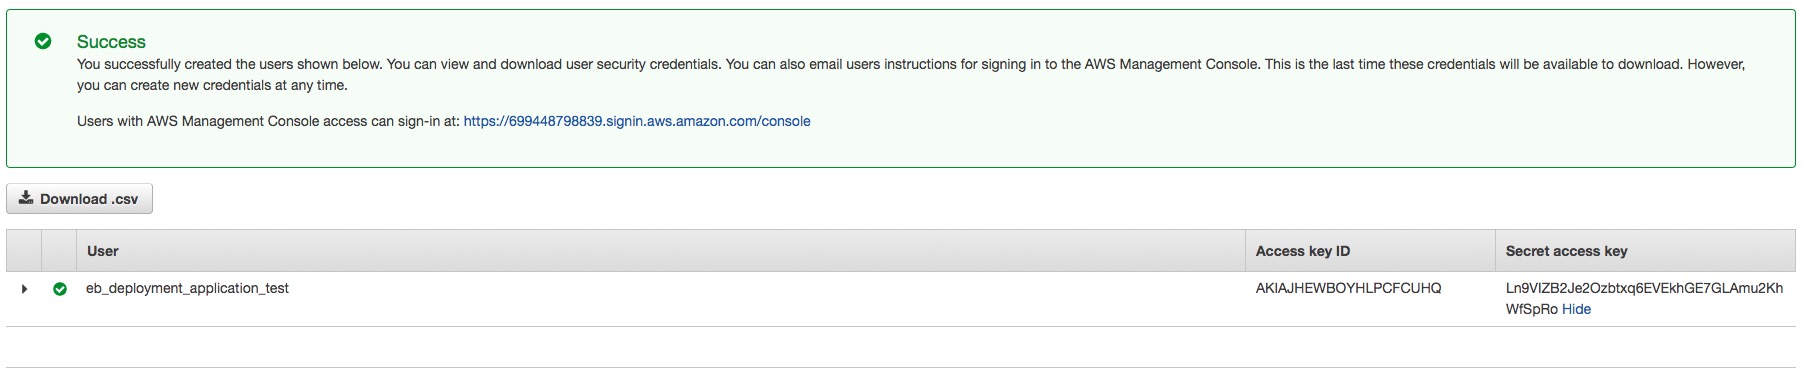 Success
You successfully created the users shown below. You can view and download user security credentials. You can also email users instructions for signing in to the AWS Management Console. This is the last time these credentials will be available to download. However,
you can create new credentials at any time.
Users with AWS Management Console access can sign-in at: https://699448798839.signin.aws.amazon.com/console
Download .csv
User Access key ID Secret access key
eb_deployment_application_test AKIAJHEWBOYHLPCFCUHQ Ln9VIZB2Je2Ozbtxq6EVEkhGE7GLAmu2Kh
WfSpRo Hide